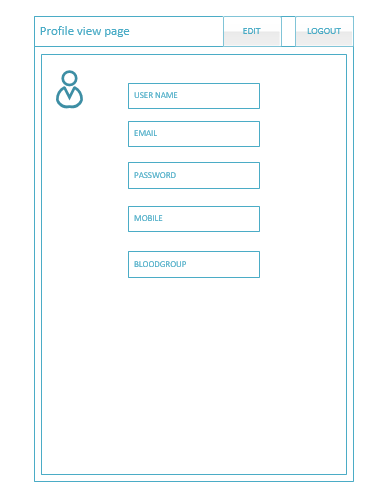 Profile view page
EDIT
LOGOUT
USER NAME
EMAIL
PASSWORD
MOBILE
BLOODGROUP